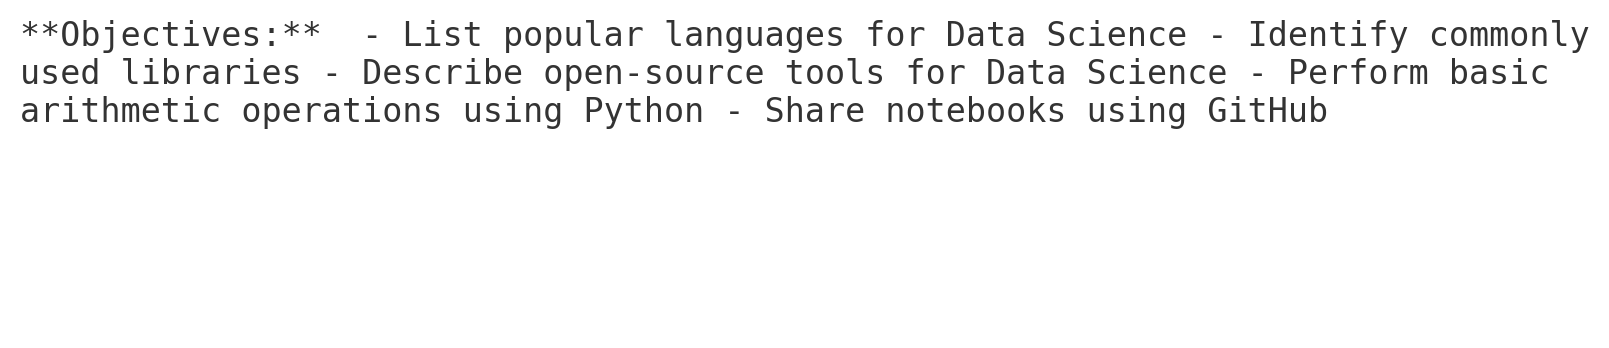 **Objectives:**  - List popular languages for Data Science - Identify commonly
used libraries - Describe open-source tools for Data Science - Perform basic
arithmetic operations using Python - Share notebooks using GitHub